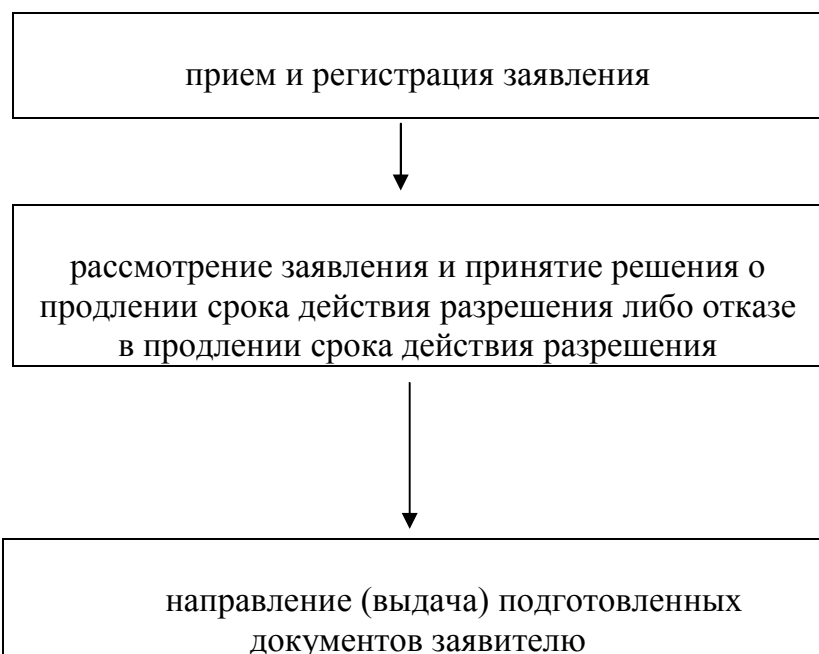 прием и регистрация заявления
рассмотрение заявления и принятие решения о
продлении срока действия разрешения либо отказе
в продлении срока действия разрешения
направление (выдача) подготовленных
документов заявителю